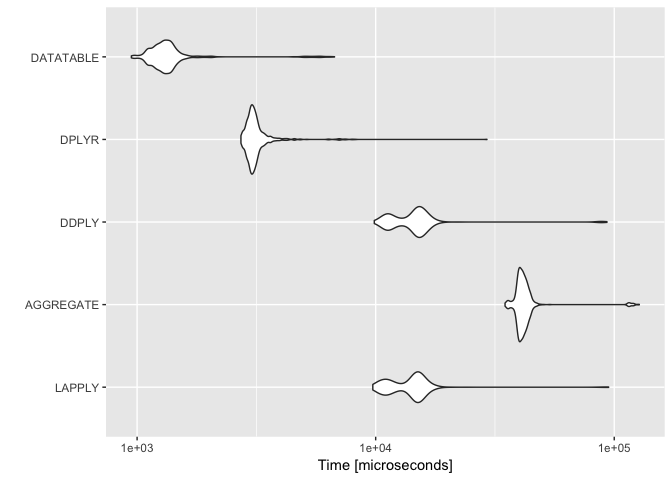 DATATABLE
DPLYR
DDPLY
AGGREGATE
LAPPLY
1e+03 1e+04 1e+05
Time [microseconds]